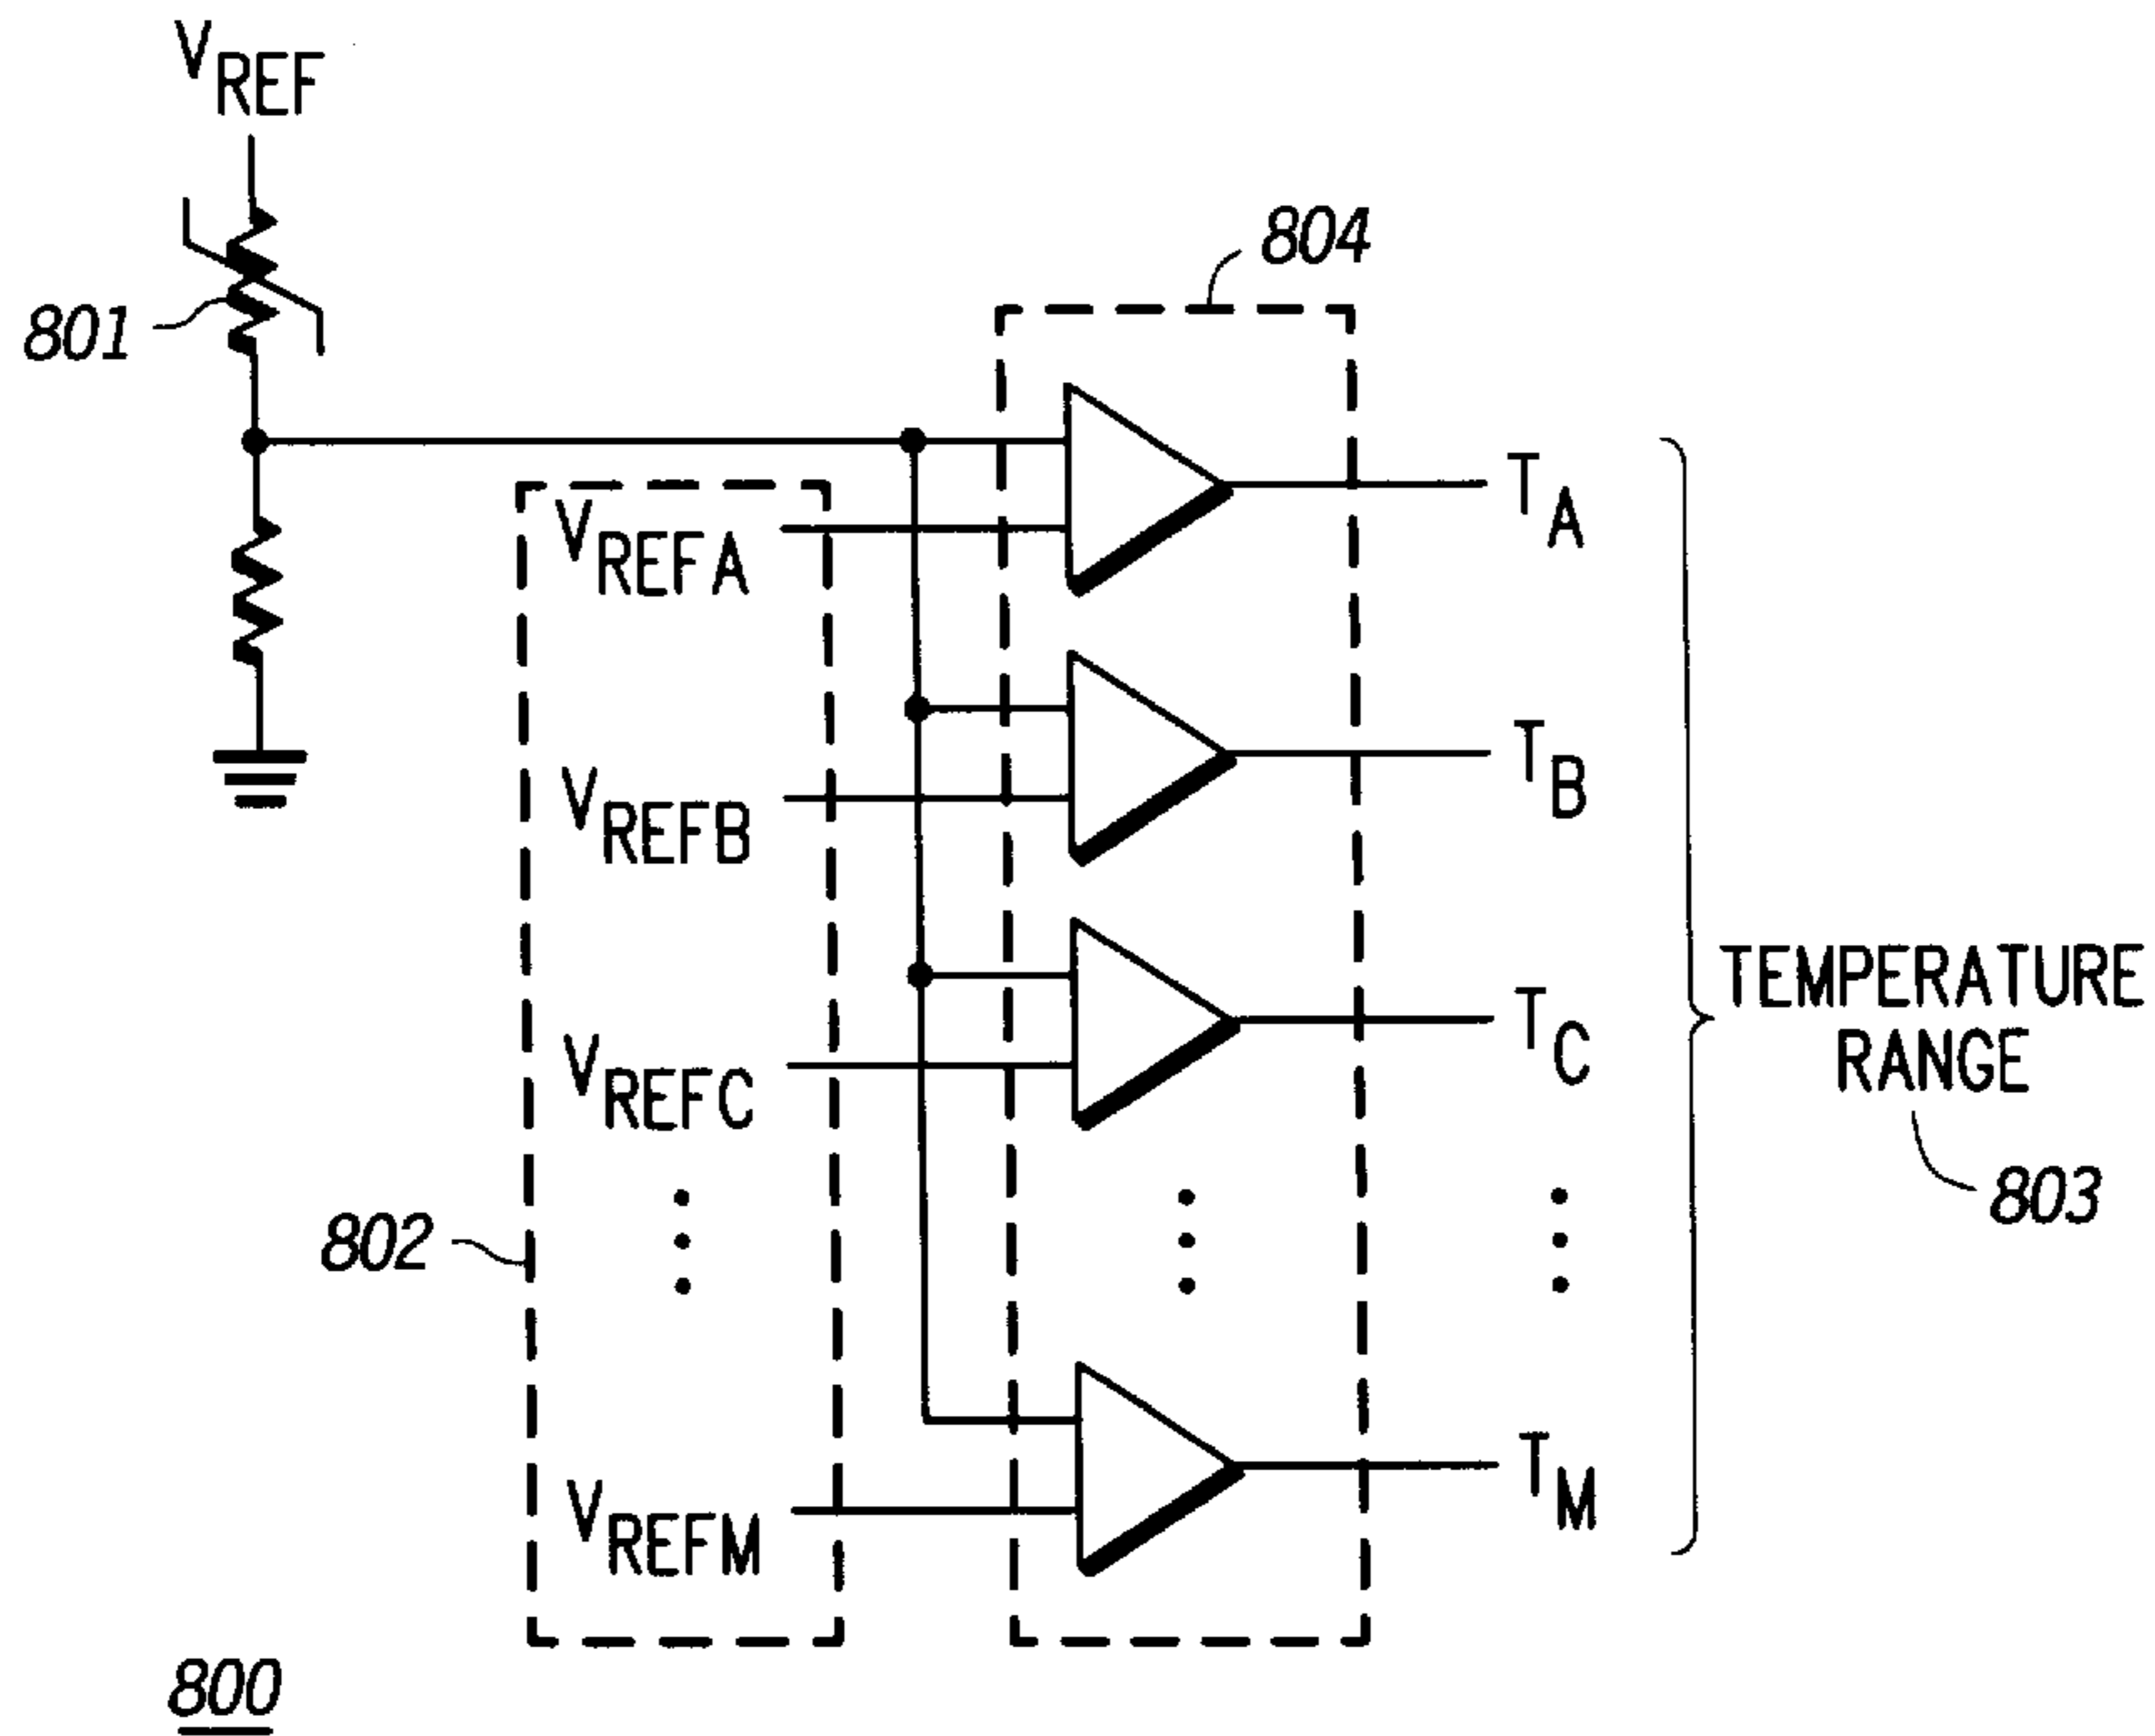 VREF
804
801
TA
VREFA
TB
VREFB
TEMPERATURE
RANGE
TC
VREFC
803
802
TM
VREFM
800